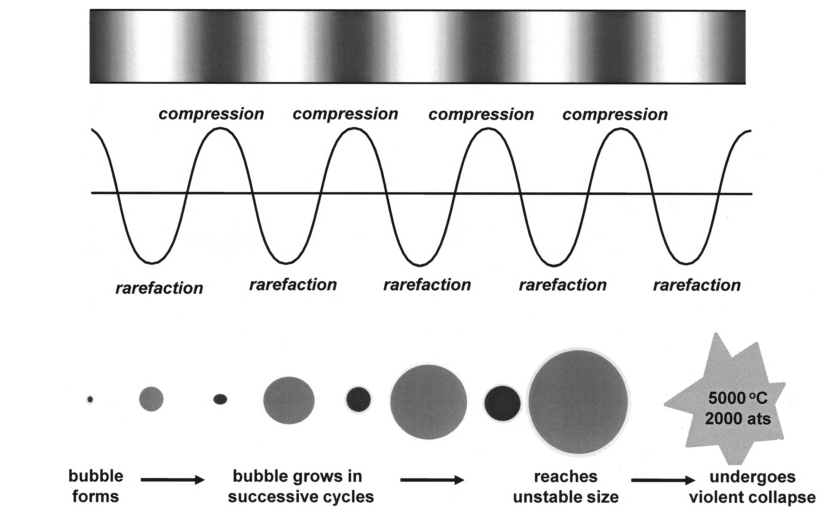 compression compression compression compression
rarefaction rarefaction rarefaction rarefaction rarefaction
5000 ºC
2000 ats
bubble
forms
bubble grows in
successive cycles
reaches
unstable size
undergoes
violent collapse